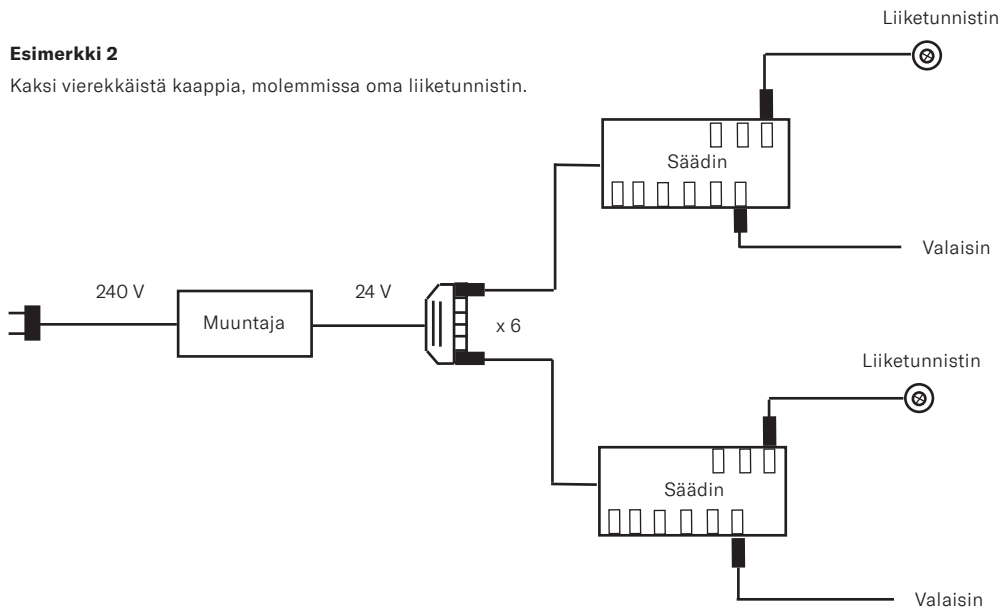 Liiketunnistin
Esimerkki 2
Kaksi vierekkäistä kaappia, molemmissa oma liiketunnistin.
Säädin
Valaisin
240 V
24 V
Muuntaja
x 6
Liiketunnistin
Säädin
Valaisin